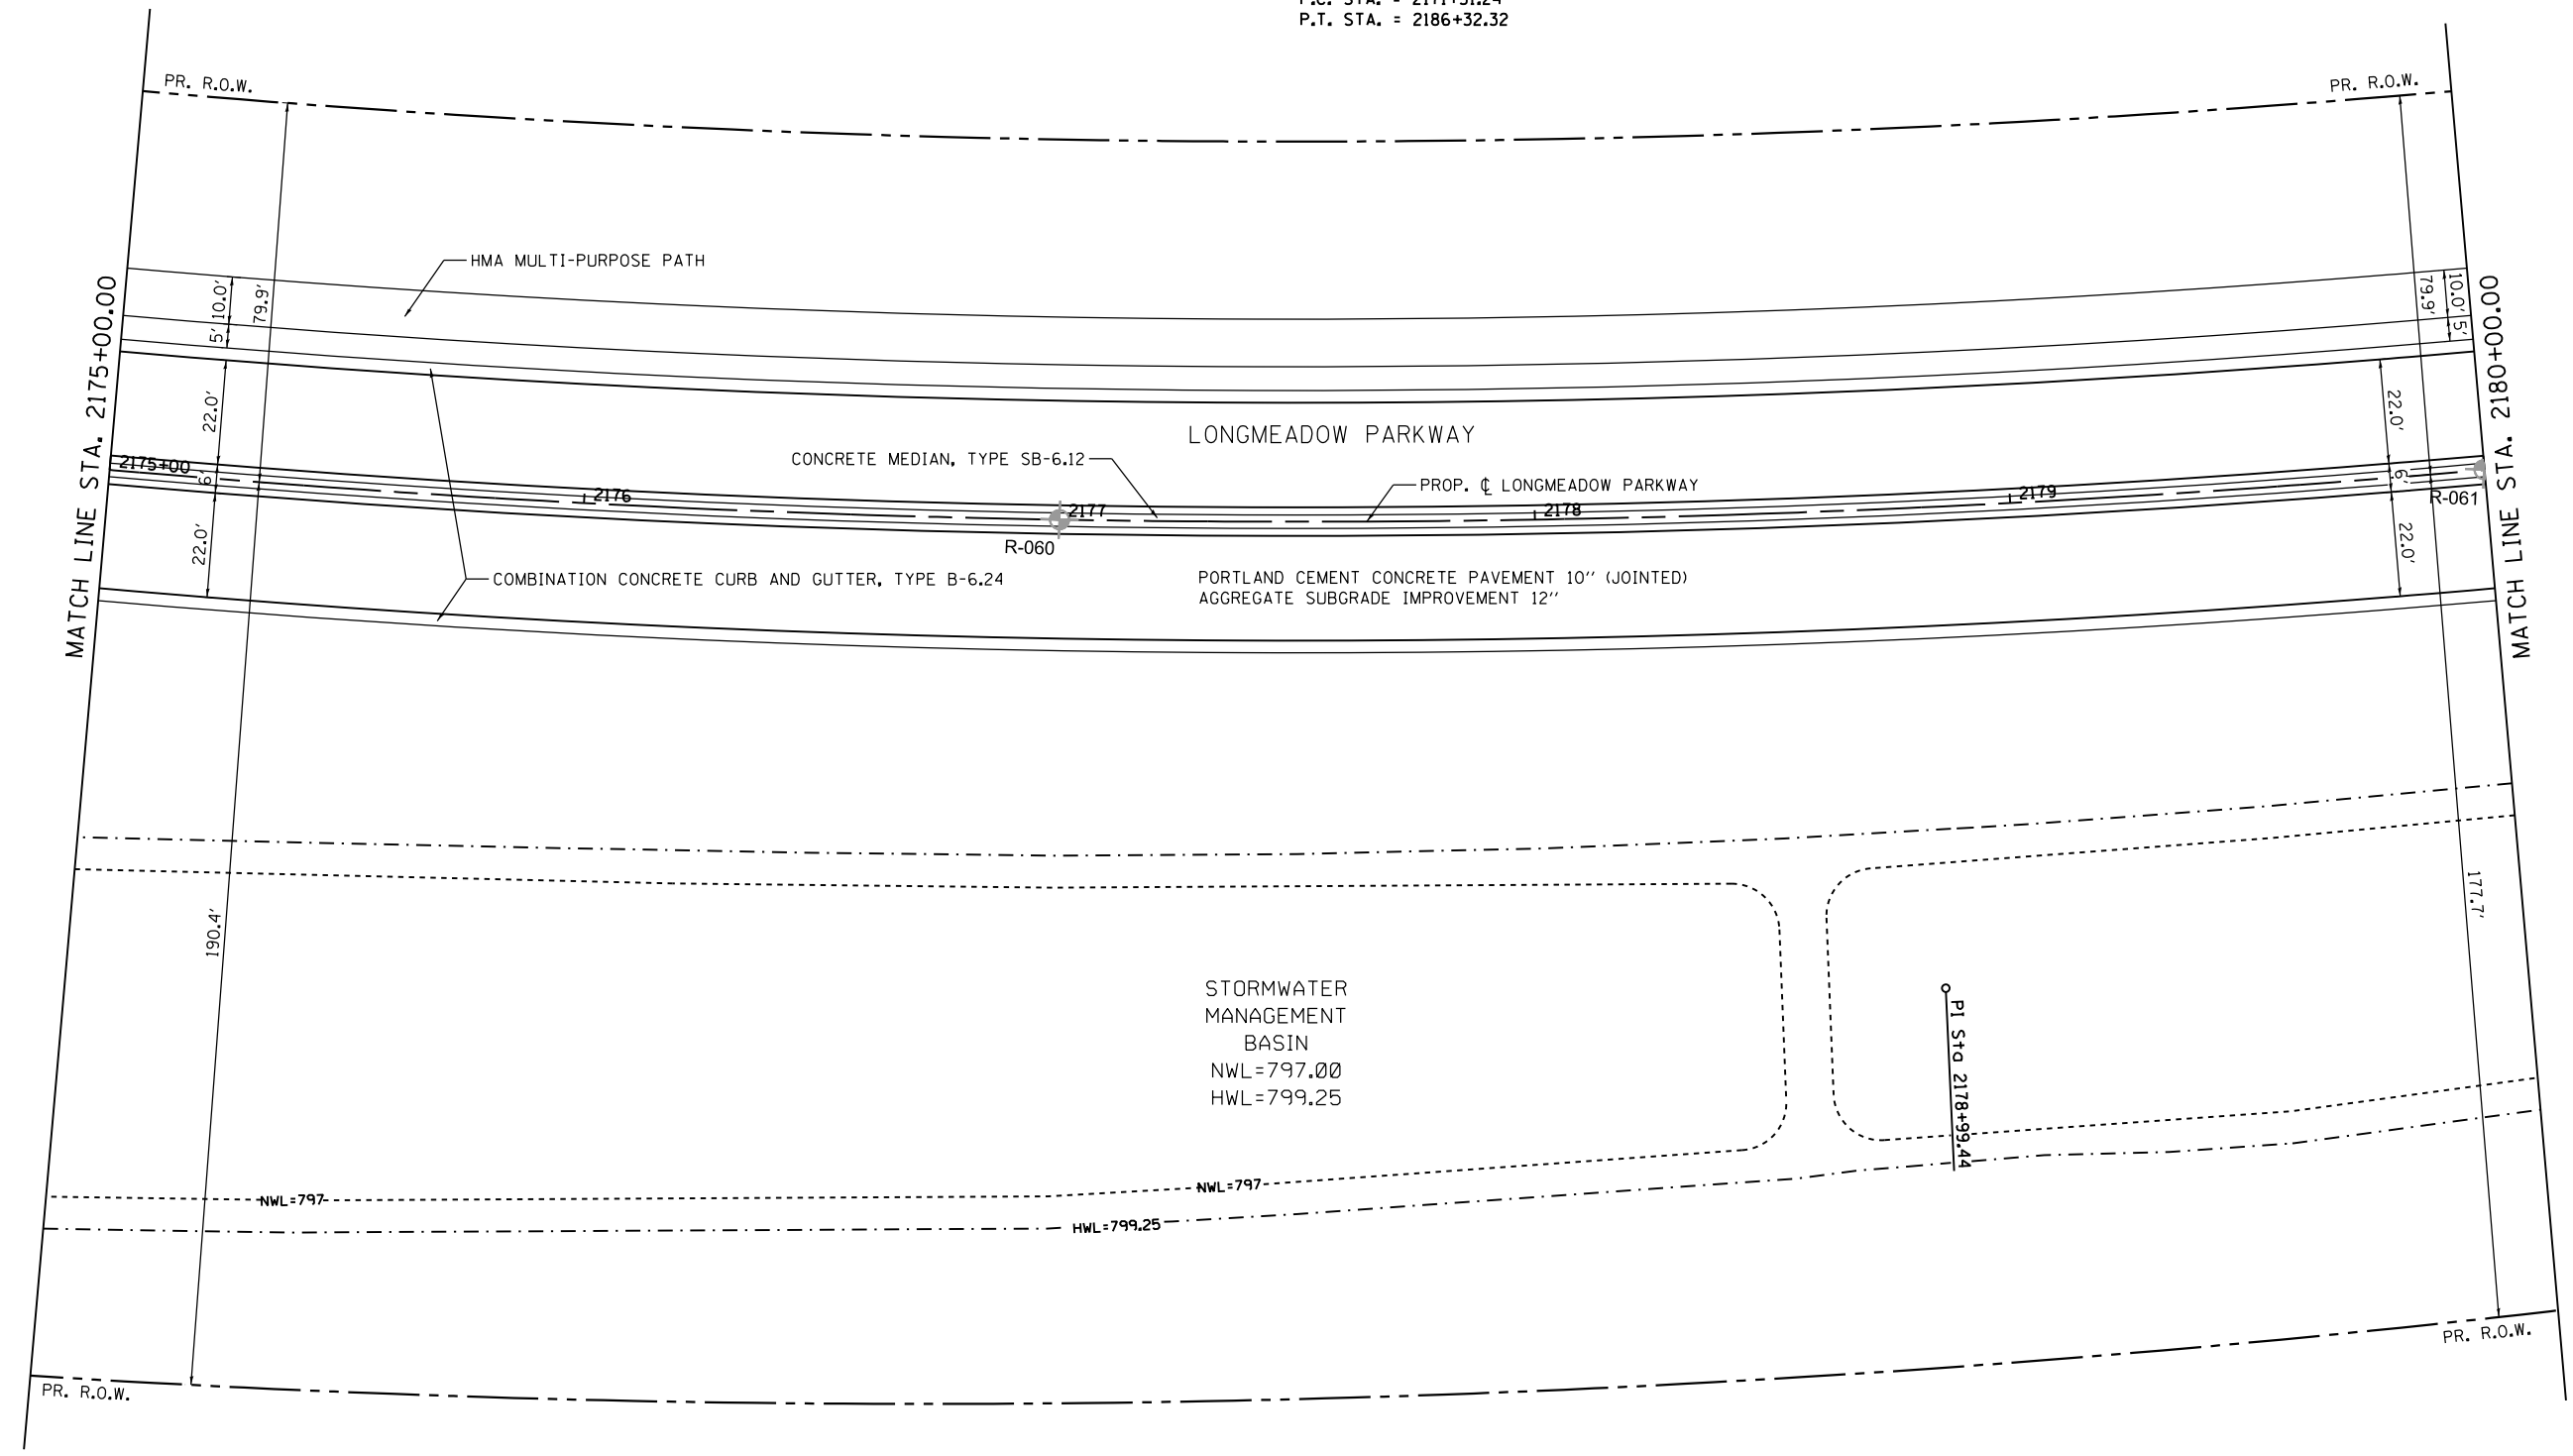 P.C. STA. = 2171+51.24
P.T. STA. = 2186+32.32
PR. R.O.W.
PR. R.O.W.
HMA MULTI-PURPOSE PATH
10.0'
5'
79.9'
22.0'
6'
22.0'
79.9'
10.0'
5'
22.0'
6'
22.0'
MATCH LINE STA. 2175+00.00
MATCH LINE STA. 2180+00.00
LONGMEADOW PARKWAY
CONCRETE MEDIAN, TYPE SB-6.12
PROP. ℄ LONGMEADOW PARKWAY
2175+00
2176
2177
2178
2179
R-060
R-061
COMBINATION CONCRETE CURB AND GUTTER, TYPE B-6.24
PORTLAND CEMENT CONCRETE PAVEMENT 10'' (JOINTED)
AGGREGATE SUBGRADE IMPROVEMENT 12''
190.4'
177.7'
STORMWATER
MANAGEMENT
BASIN
NWL=797.00
HWL=799.25
PI Sta 2178+99.44
NWL=797
NWL=797
HWL=799.25
PR. R.O.W.
PR. R.O.W.